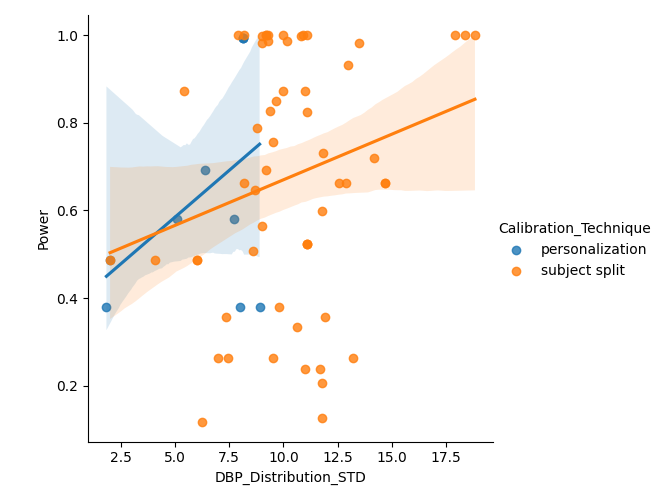 1.0
0.8
0.6
0.4
0.2
Power
2.5 5.0 7.5 10.0 12.5 15.0 17.5
DBP_Distribution_STD
Calibration_Technique
personalization
subject split